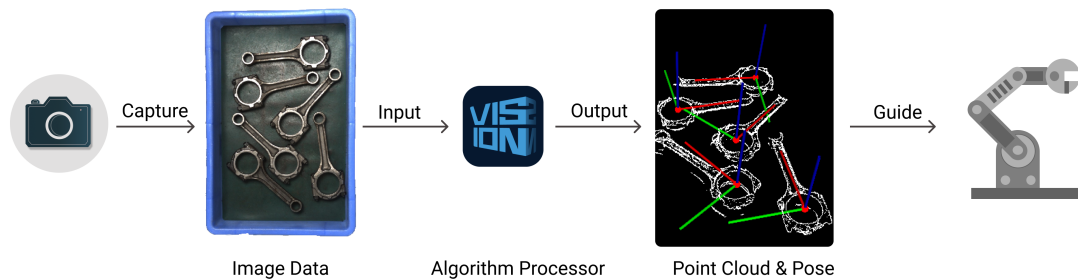 Capture
Input
Output
Guide
VIS
ION
Image Data
Algorithm Processor
Point Cloud & Pose